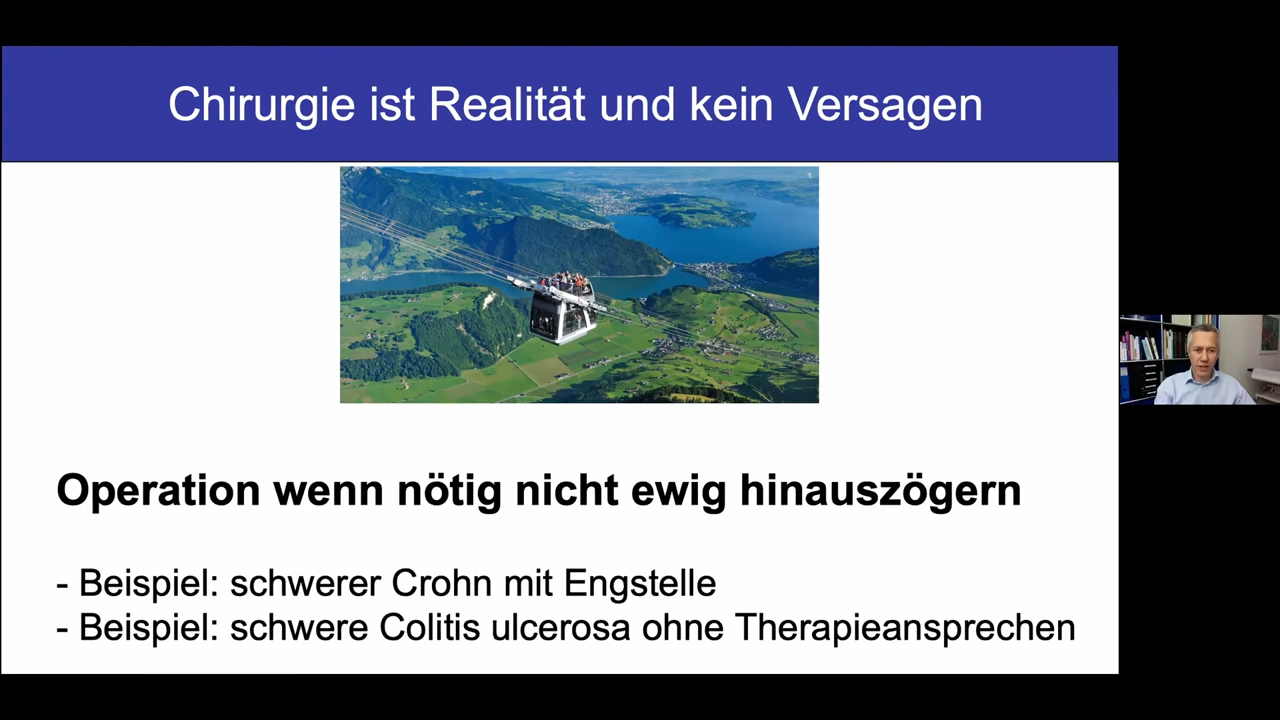 Chirurgie ist Realität und kein Versagen
Operation wenn nötig nicht ewig hinauszögern
- Beispiel: schwerer Crohn mit Engstelle
- Beispiel: schwere Colitis ulcerosa ohne Therapieansprechen